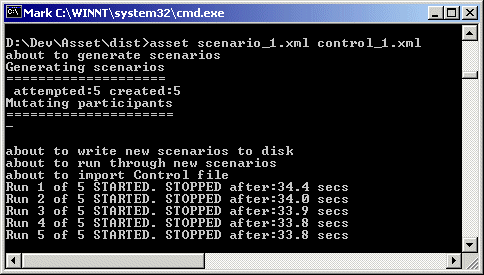 Mark C:\WINNT\system32\cmd.exe
D:\Dev\Asset\dist>asset scenario_1.xml control_1.xml
about to generate scenarios
Generating scenarios
====================
 attempted:5 created:5
Mutating participants
=====================
_
about to write new scenarios to disk
about to run through new scenarios
about to import Control file
Run 1 of 5 STARTED. STOPPED after:34.4 secs
Run 2 of 5 STARTED. STOPPED after:34.0 secs
Run 3 of 5 STARTED. STOPPED after:33.9 secs
Run 4 of 5 STARTED. STOPPED after:33.8 secs
Run 5 of 5 STARTED. STOPPED after:33.8 secs